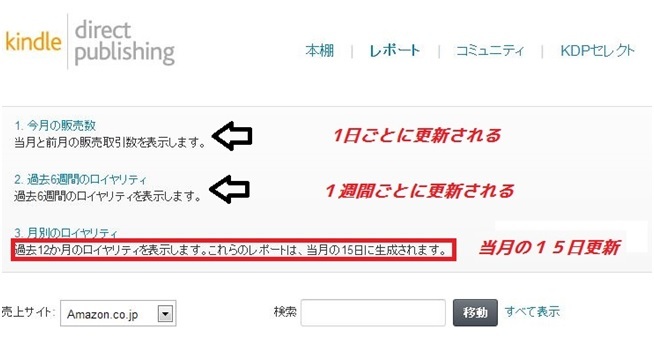 kindle direct publishing
本棚 | レポート | コミュニティ | KDPセレクト
1. 今月の販売数
当月と前月の販売取引数を表示します。
1日ごとに更新される
2. 過去6週間のロイヤリティ
過去6週間のロイヤリティを表示します。
１週間ごとに更新される
3. 月別のロイヤリティ
過去12か月のロイヤリティを表示します。これらのレポートは、当月の15日に生成されます。
当月の１５日更新
売上サイト: Amazon.co.jp 検索 移動 すべて表示